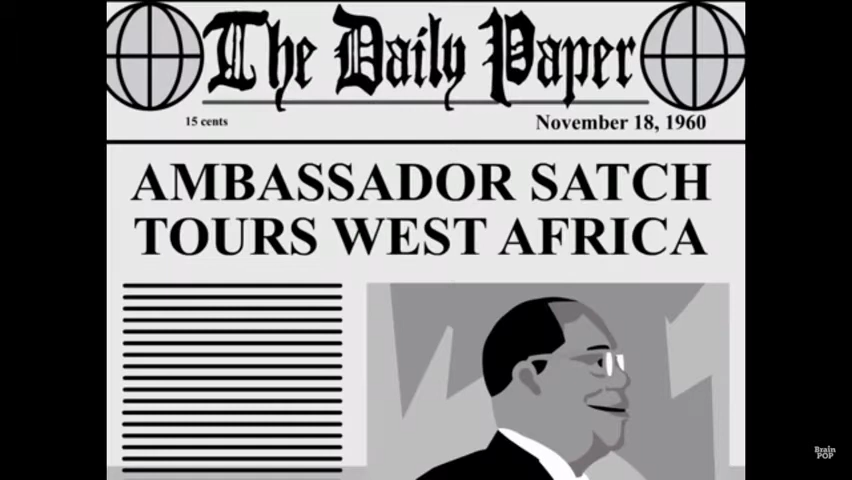 The Daily Paper
15 cents
November 18, 1960
AMBASSADOR SATCH
TOURS WEST AFRICA
Brain
POP